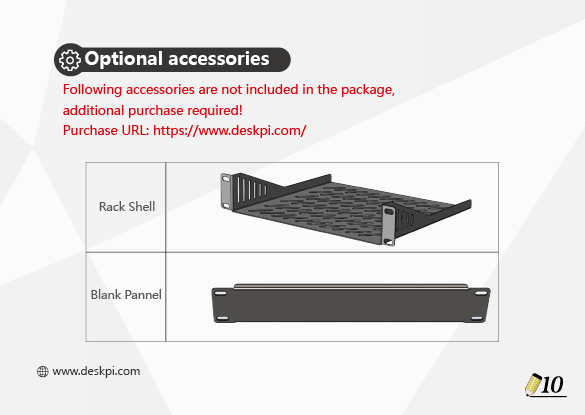 Optional accessories
Following accessories are not included in the package,
additional purchase required!
Purchase URL: https://www.deskpi.com/
Rack Shell
Blank Pannel
www.deskpi.com
10